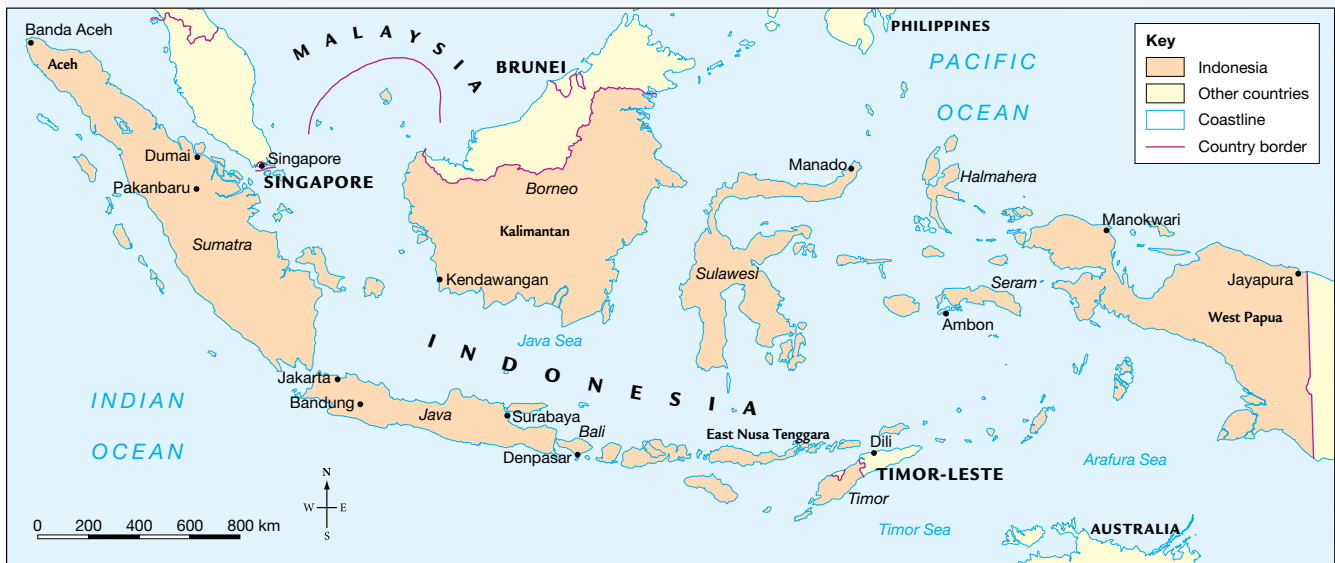 Banda Aceh
Aceh
MALAYSIA
BRUNEI
PHILIPPINES
PACIFIC
OCEAN
Key
Indonesia
Other countries
Coastline
Country border
Dumai
Singapore
SINGAPORE
Pakanbaru
Borneo
Manado
Halmahera
Manokwari
Sumatra
Kalimantan
Kendawangan
Sulawesi
Seram
Jayapura
Ambon
West Papua
Java Sea
INDONESIA
Jakarta
Bandung
Java
Surabaya
Bali
Denpasar
East Nusa Tenggara
Dili
TIMOR-LESTE
Timor
INDIAN
OCEAN
Arafura Sea
Timor Sea
AUSTRALIA
N
W E
S
0 200 400 600 800 km